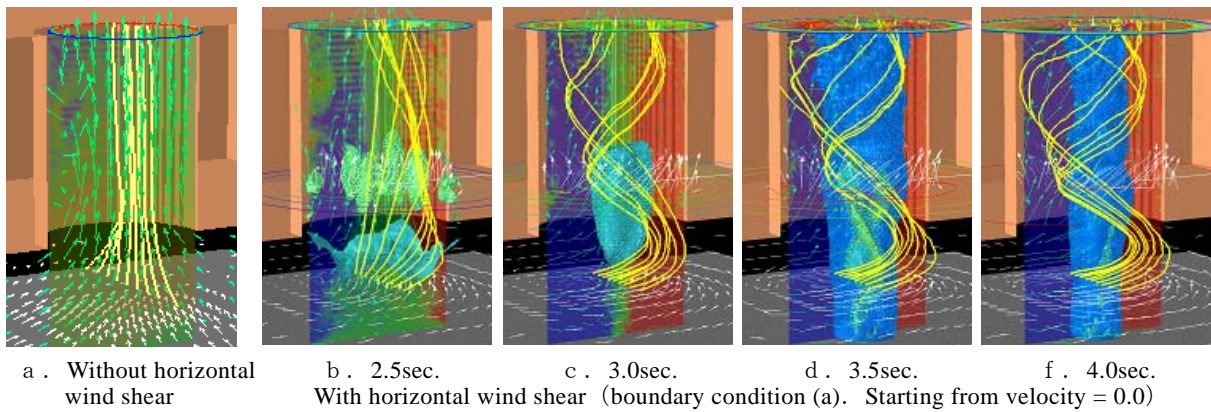 a． Without horizontal wind shear
b． 2.5sec.
c． 3.0sec.
d． 3.5sec.
f． 4.0sec.
With horizontal wind shear（boundary condition (a)． Starting from velocity = 0.0）